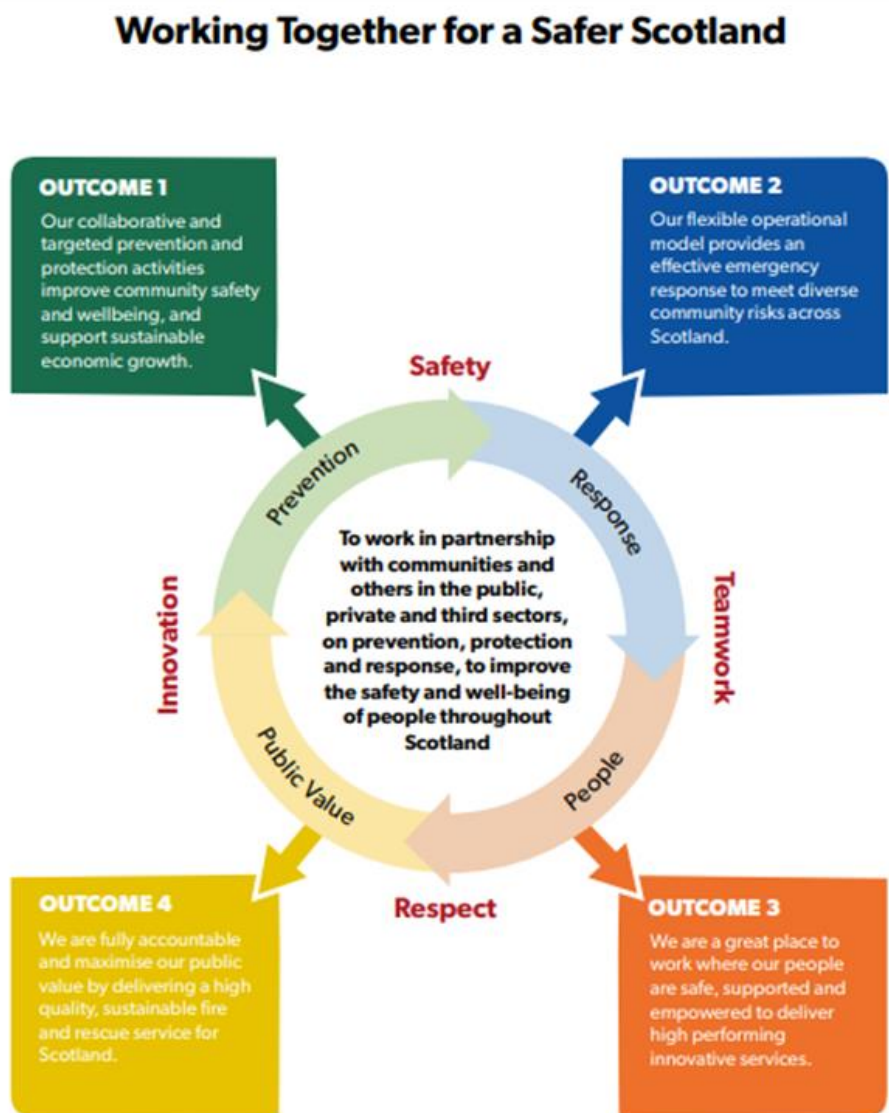 Working Together for a Safer Scotland
OUTCOME 1
Our collaborative and
targeted prevention and
protection activities
improve community safety
and wellbeing, and
support sustainable
economic growth.
OUTCOME 2
Our flexible operational
model provides an
effective emergency
response to meet diverse
community risks across
Scotland.
Safety
Prevention
Response
Innovation
To work in partnership
with communities and
others in the public,
private and third sectors,
on prevention, protection
and response, to improve
the safety and well-being
of people throughout
Scotland
Teamwork
Public Value
People
Respect
OUTCOME 4
We are fully accountable
and maximise our public
value by delivering a high
quality, sustainable fire
and rescue service for
Scotland.
OUTCOME 3
We are a great place to
work where our people
are safe, supported and
empowered to deliver
high performing
innovative services.